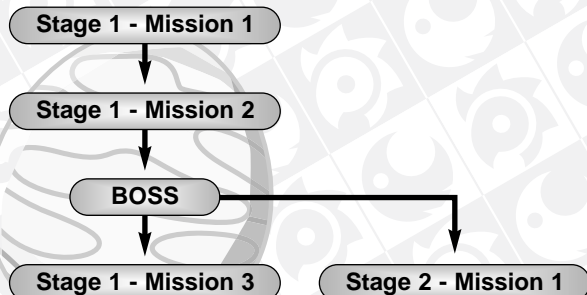 Stage 1 - Mission 1
Stage 1 - Mission 2
BOSS
Stage 1 - Mission 3
Stage 2 - Mission 1